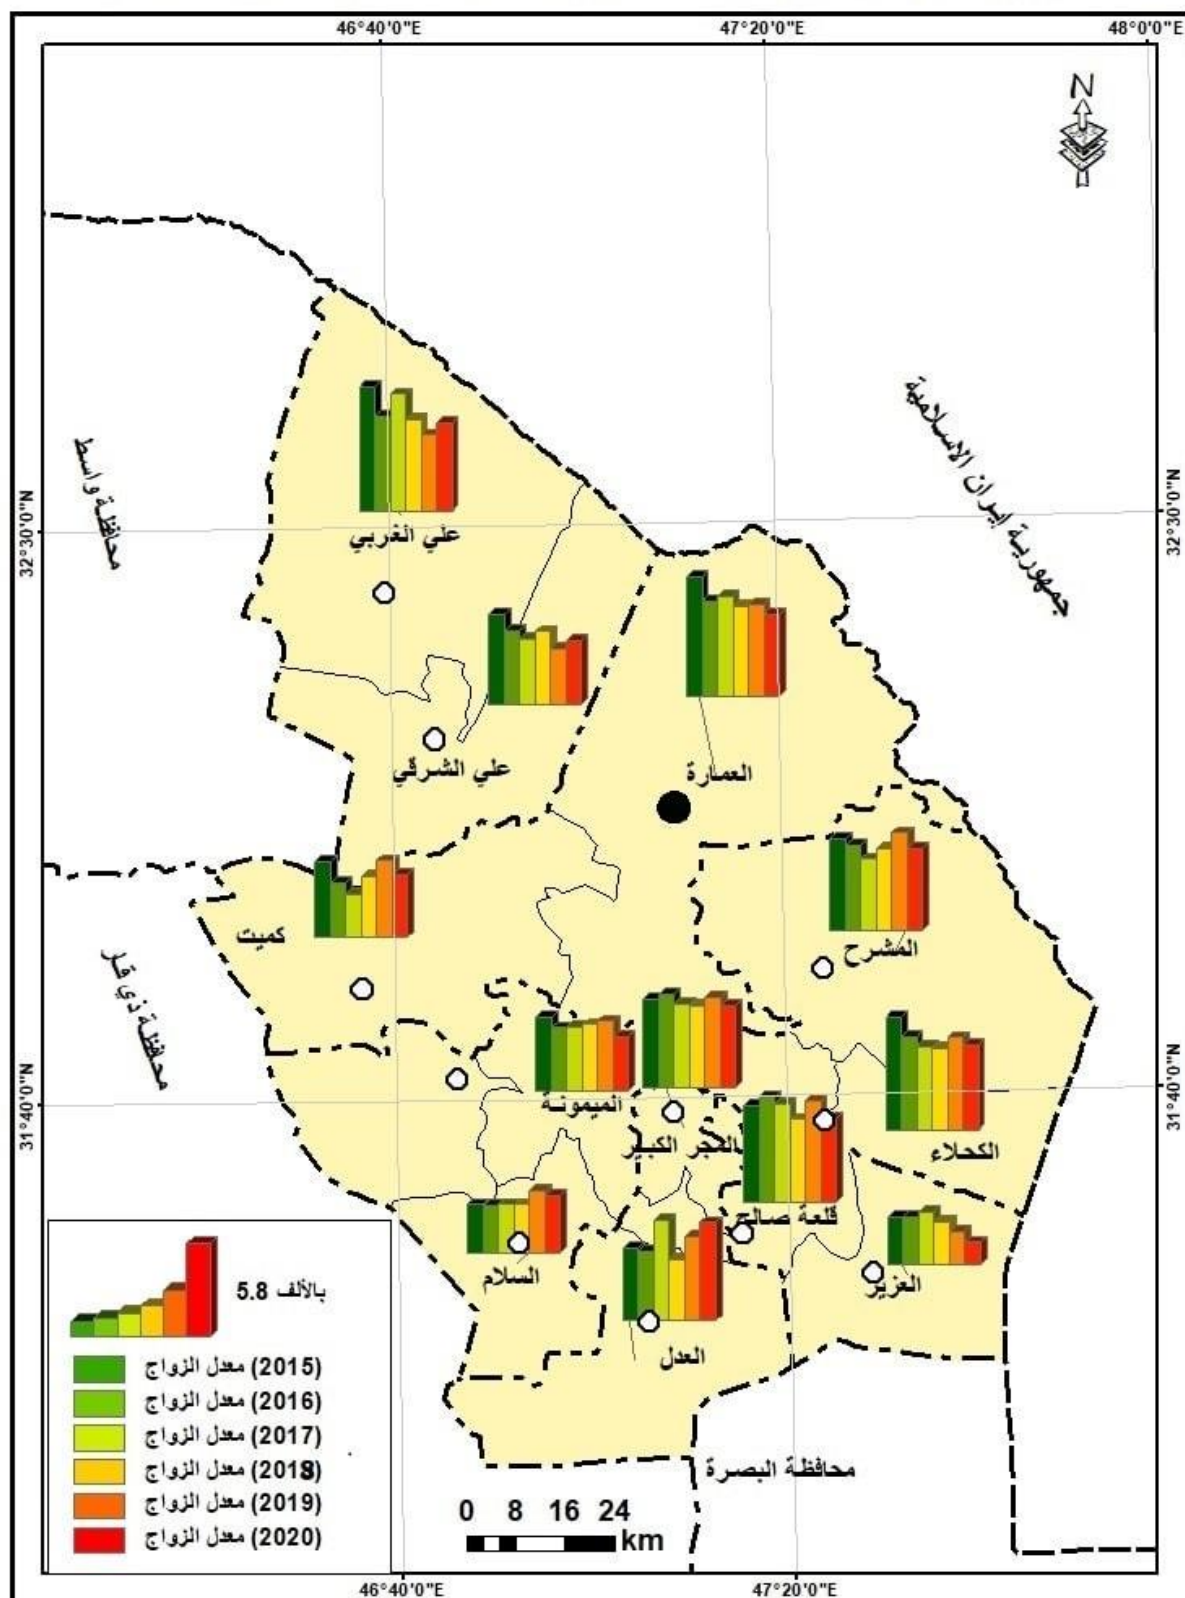 46°40'0"E
47°20'0"E
48°0'0"E
N
جمهورية إيران الاسلامية
محافظة واسط
32°30'0"N
32°30'0"N
علي الغربي
علي الشرقي
العمارة
المشرح
كميت
محافظة ذي قار
31°40'0"N
31°40'0"N
الميمونة
المجر الكبير
الكحلاء
قلعة صالح
السلام
العزير
العدل
محافظة البصرة
بالألف 5.8
معدل الزواج (2015)
معدل الزواج (2016)
معدل الزواج (2017)
معدل الزواج (2018)
معدل الزواج (2019)
معدل الزواج (2020)
0 8 16 24
km
46°40'0"E
47°20'0"E